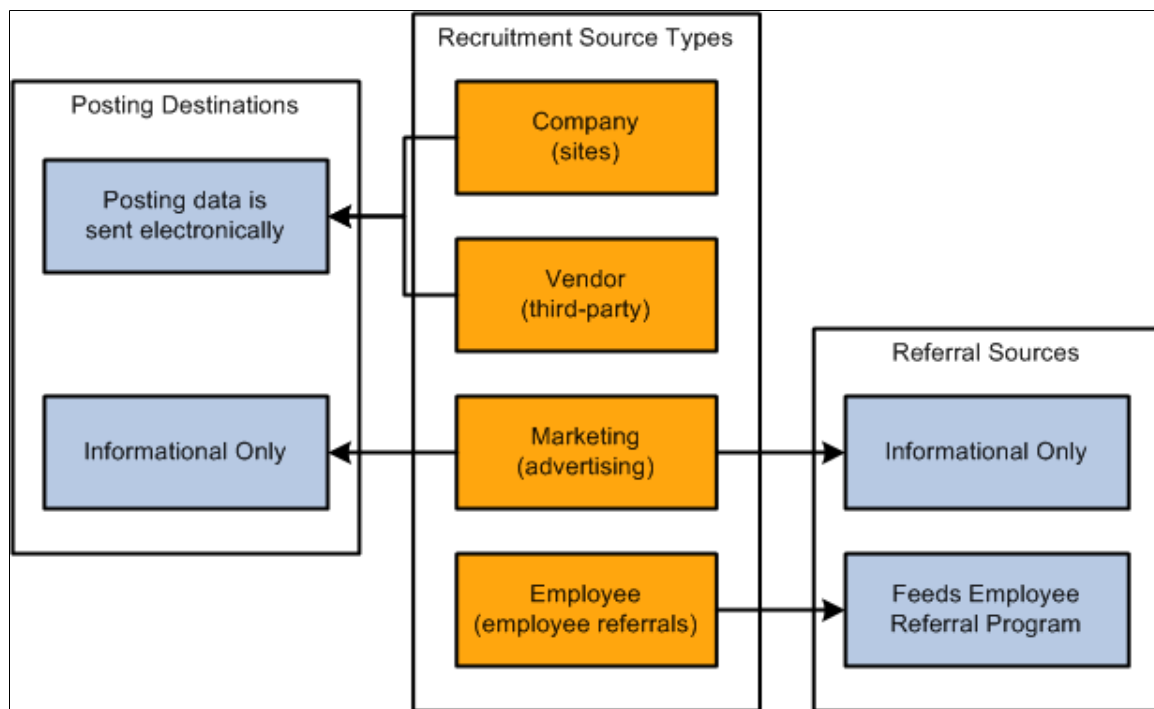 Posting Destinations
Posting data is
sent electronically
Informational Only
Recruitment Source Types
Company
(sites)
Vendor
(third-party)
Marketing
(advertising)
Employee
(employee referrals)
Referral Sources
Informational Only
Feeds Employee
Referral Program